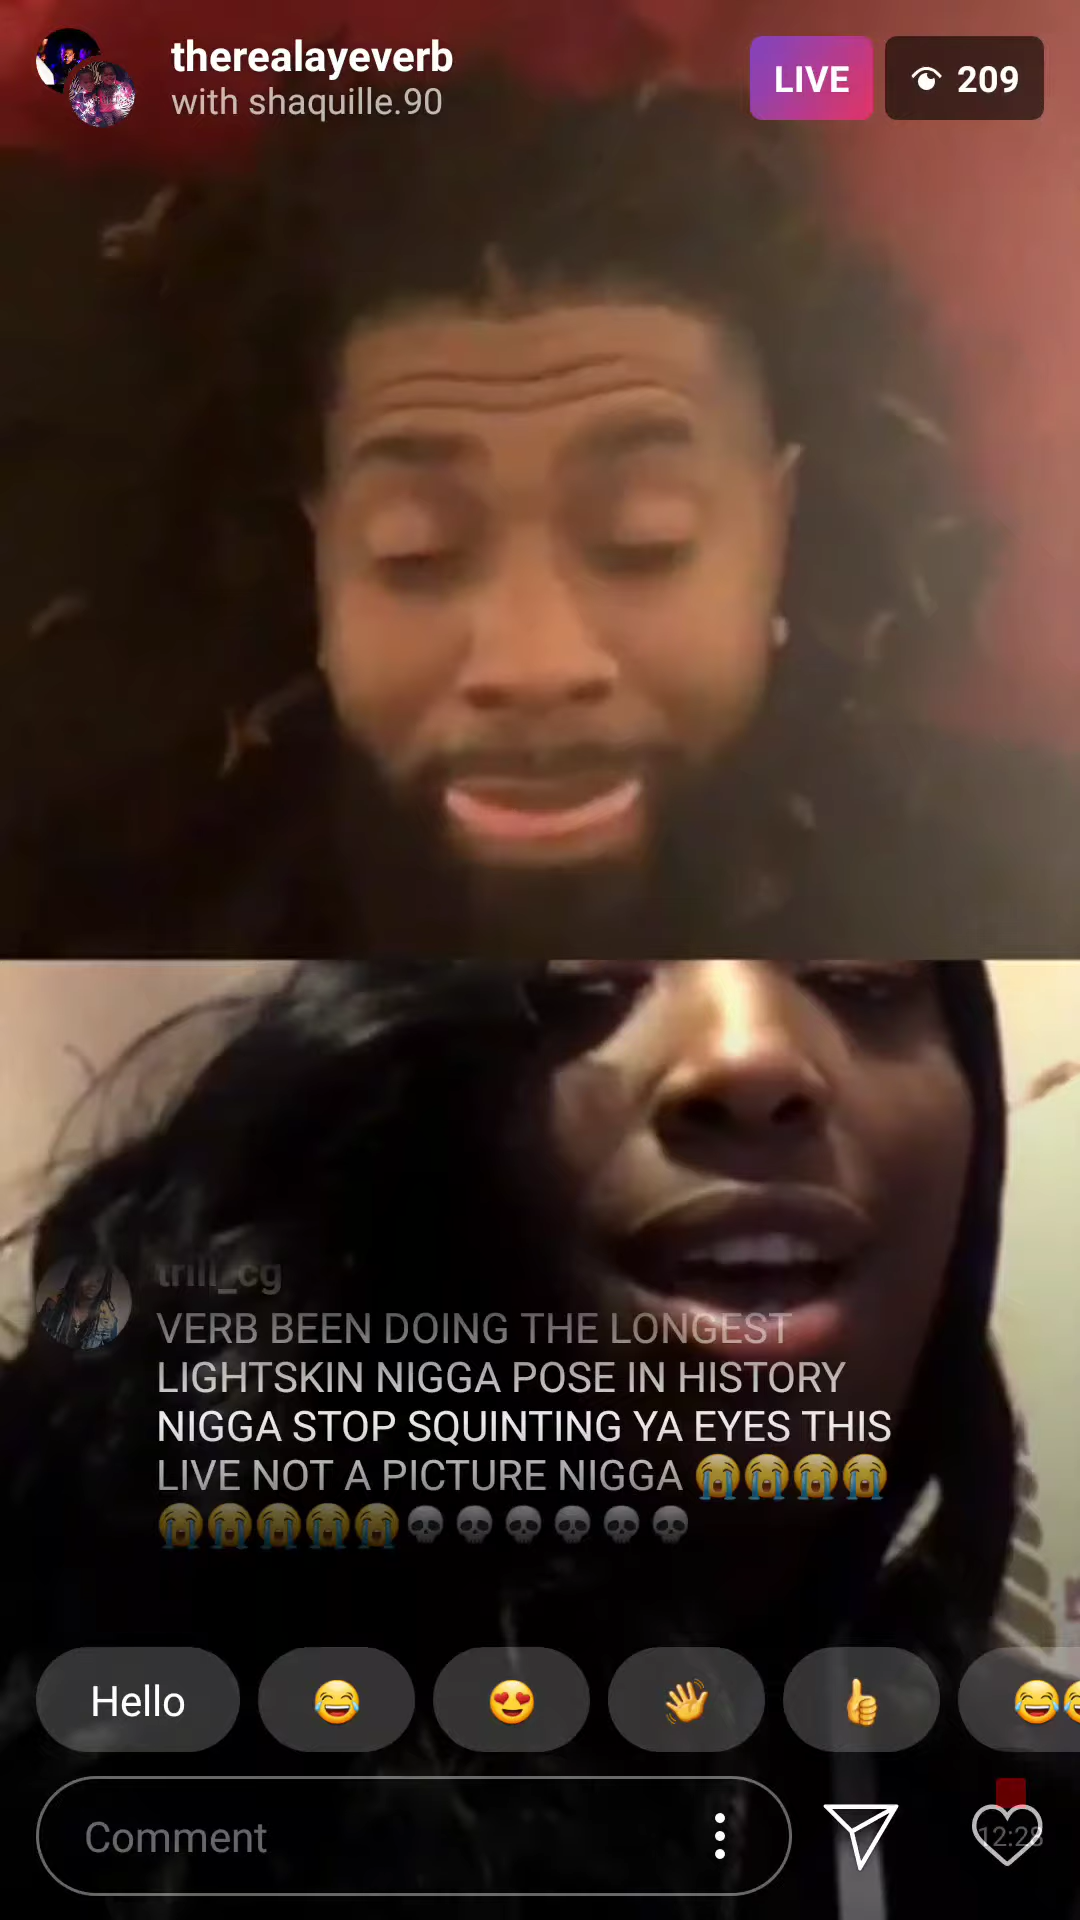 therealayeverb
with shaquille.90
LIVE
209
trill_cg
VERB BEEN DOING THE LONGEST
LIGHTSKIN NIGGA POSE IN HISTORY
NIGGA STOP SQUINTING YA EYES THIS
LIVE NOT A PICTURE NIGGA 😭😭😭😭
😭😭😭😭😭💀💀💀💀💀💀
Hello
Comment
12:28